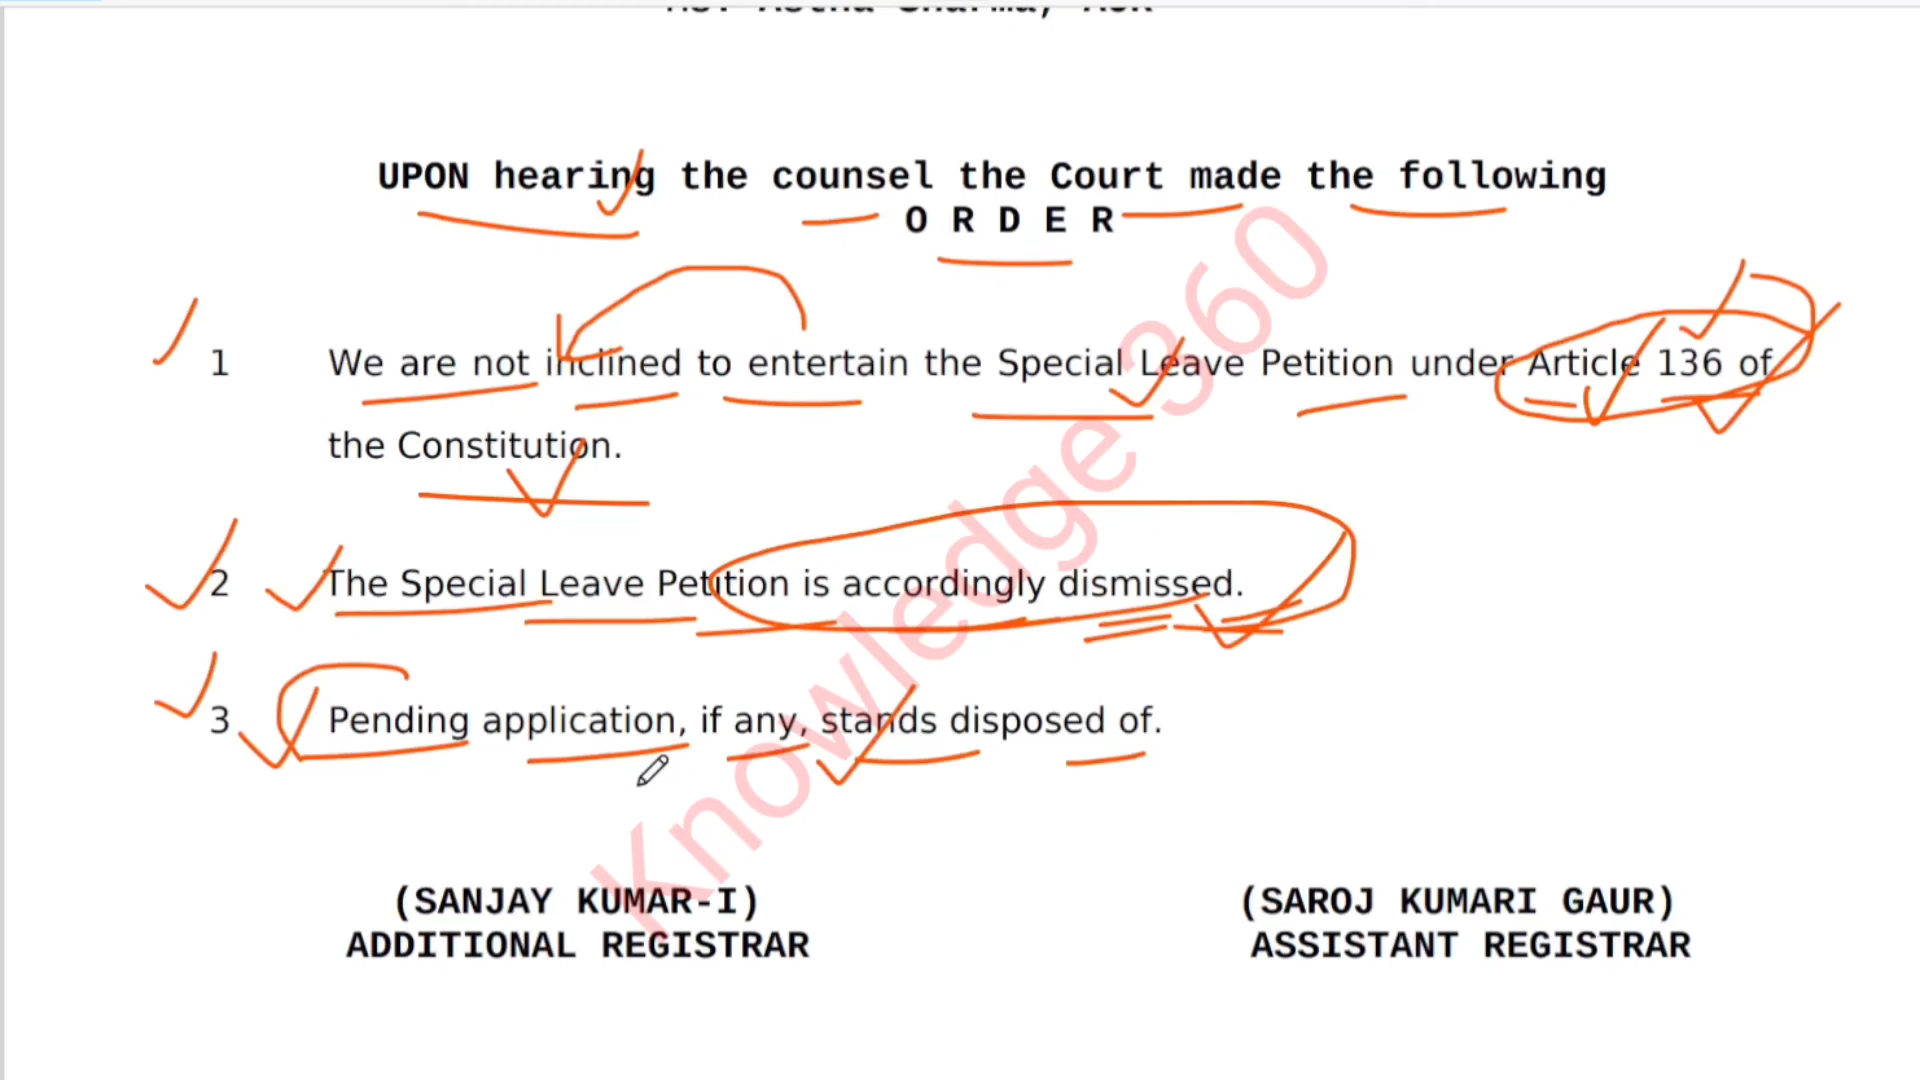 UPON hearing the counsel the Court made the following
O R D E R
1 We are not inclined to entertain the Special Leave Petition under Article 136 of
the Constitution.
2 The Special Leave Petition is accordingly dismissed.
3 Pending application, if any, stands disposed of.
(SANJAY KUMAR-I) (SAROJ KUMARI GAUR)
ADDITIONAL REGISTRAR ASSISTANT REGISTRAR
Knowledge 360